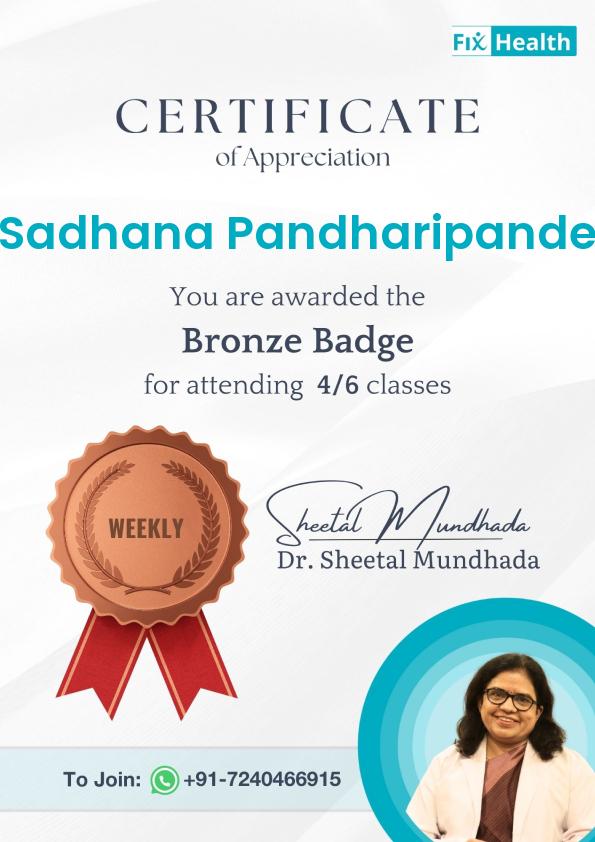 Fix Health
CERTIFICATE
of Appreciation
Sadhana Pandharipande
You are awarded the
Bronze Badge
for attending 4/6 classes
WEEKLY
Sheetal Mundhada
Dr. Sheetal Mundhada
To Join: +91-7240466915